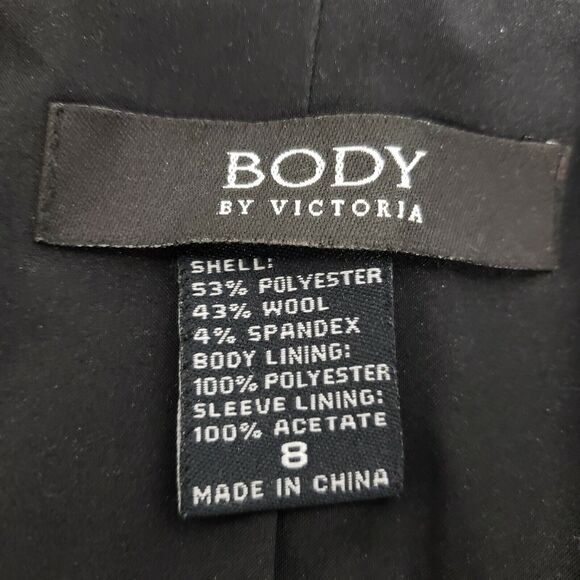 BODY
BY VICTORIA
SHELL:
53% POLYESTER
43% WOOL
4% SPANDEX
BODY LINING:
100% POLYESTER
SLEEVE LINING:
100% ACETATE
8
MADE IN CHINA